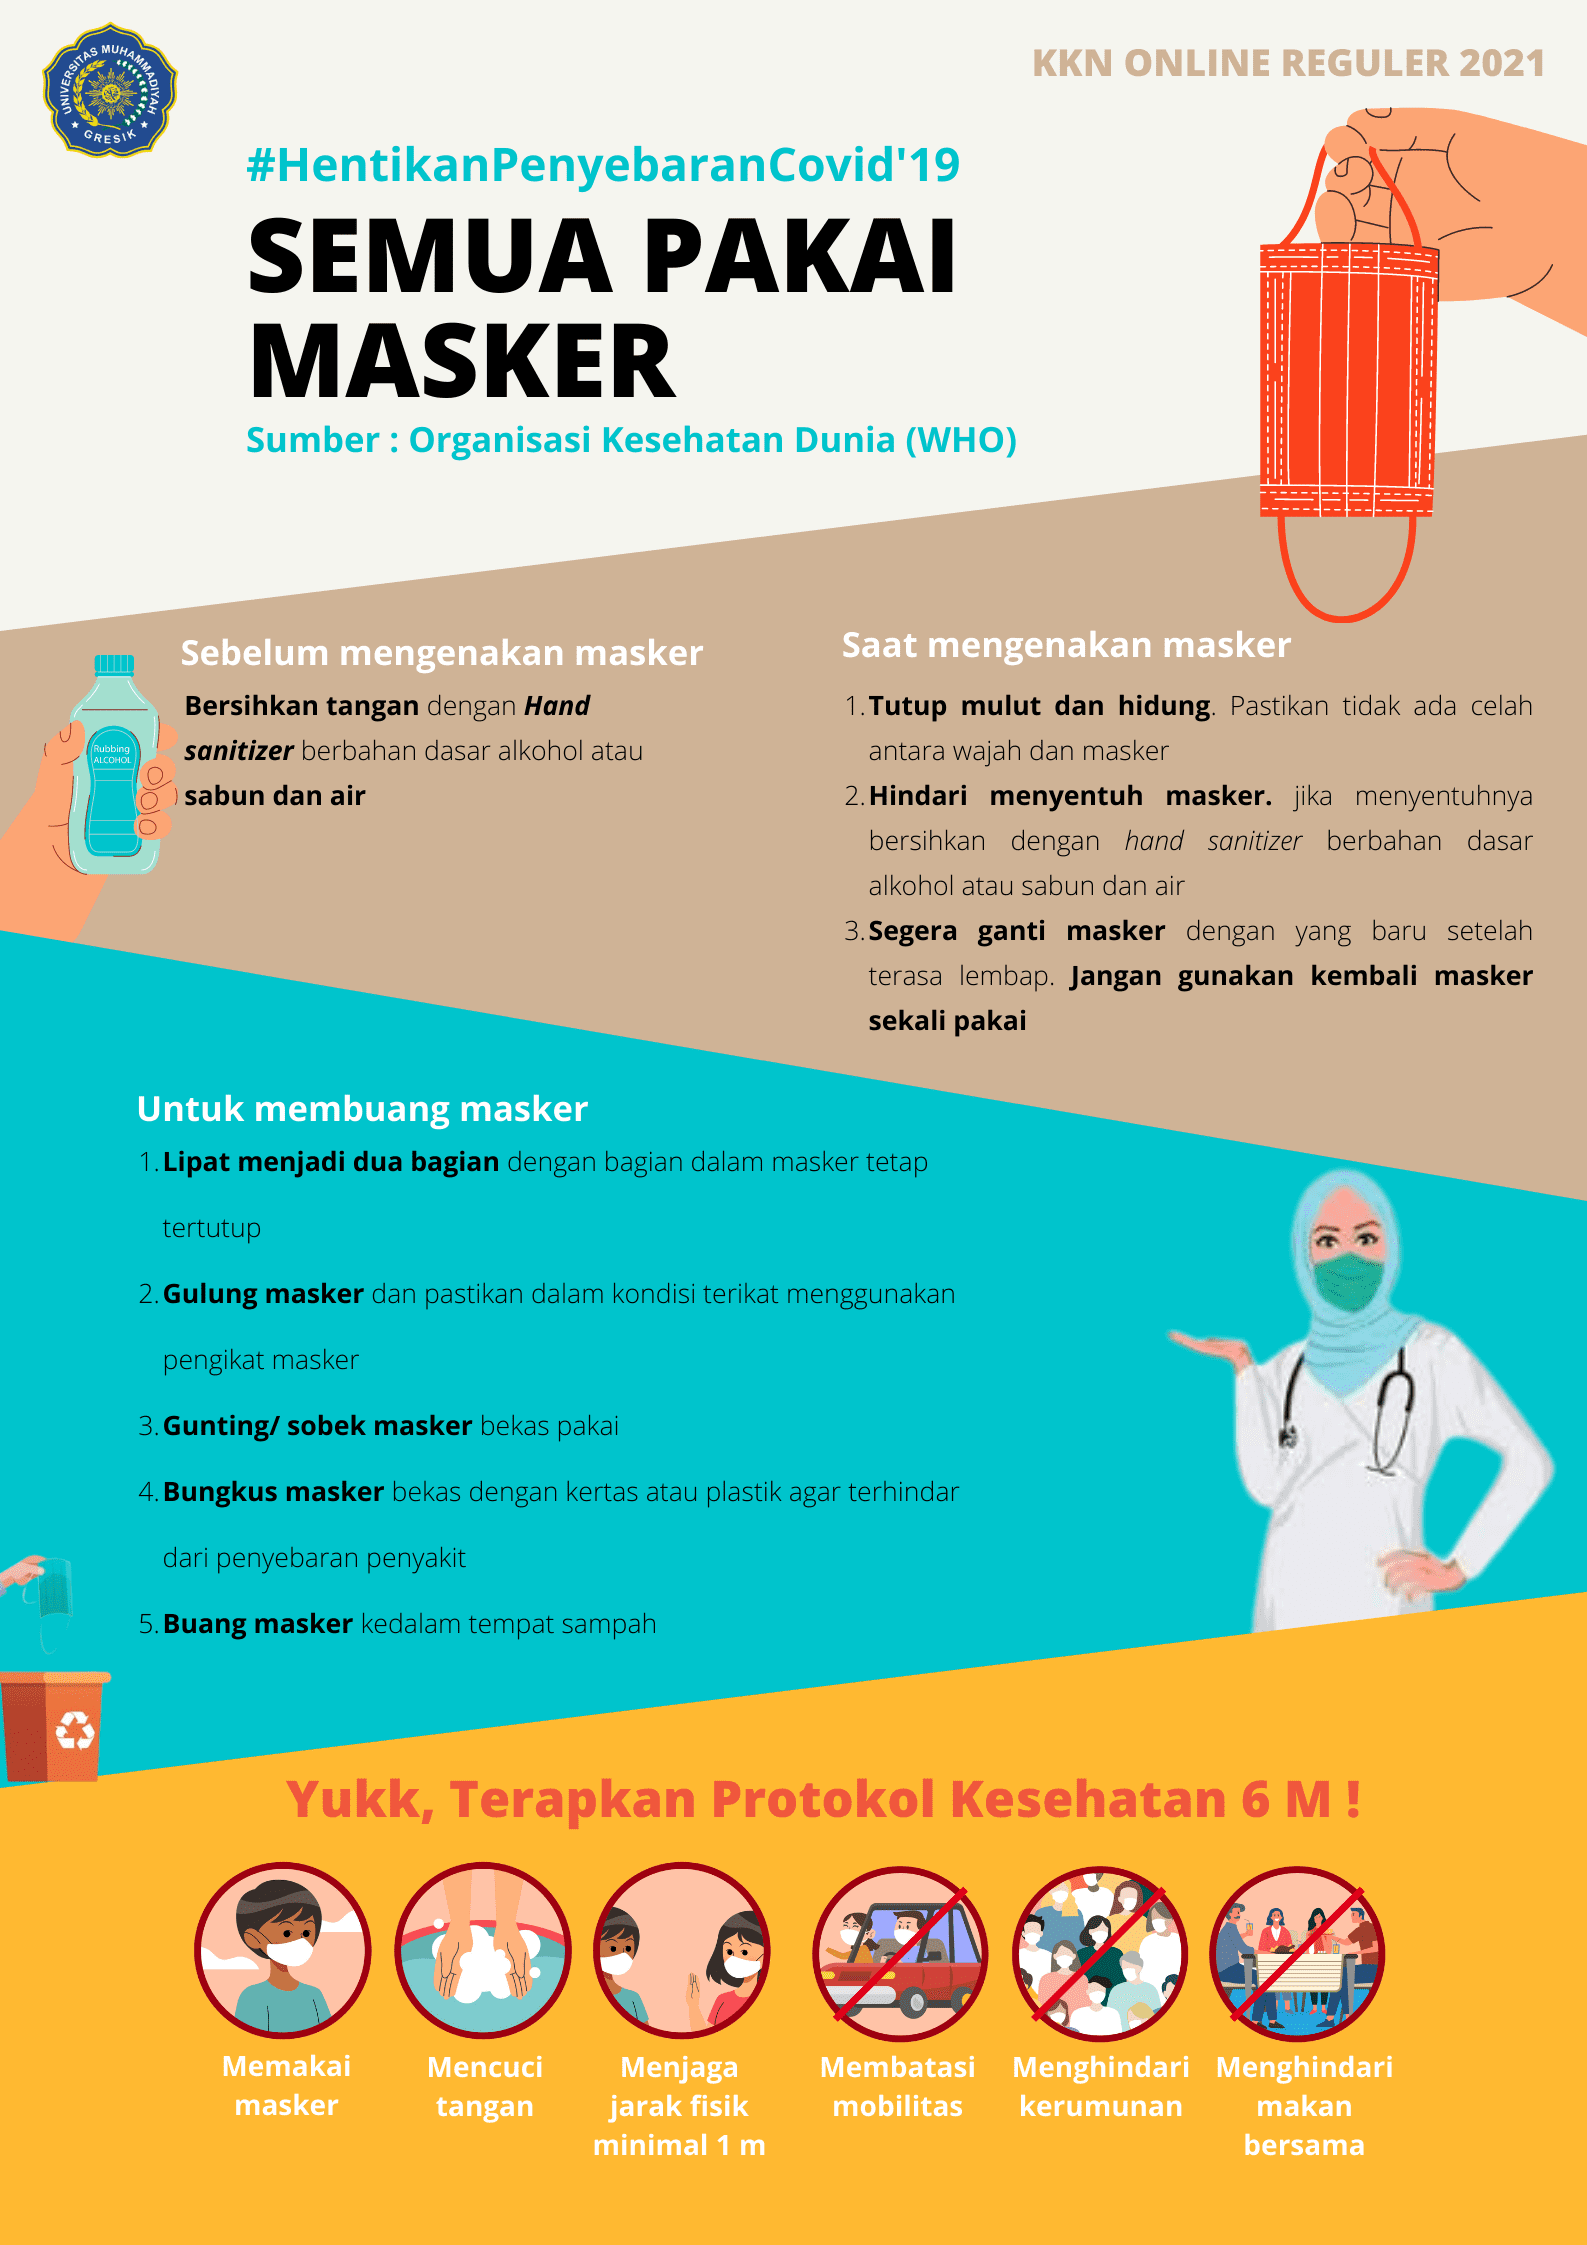 UNIVERSITAS MUHAMMADIYAH
GRESIK
KKN ONLINE REGULER 2021
#HentikanPenyebaranCovid'19
SEMUA PAKAI
MASKER
Sumber : Organisasi Kesehatan Dunia (WHO)
Sebelum mengenakan masker
Bersihkan tangan dengan Hand
sanitizer berbahan dasar alkohol atau
sabun dan air
Rubbing
ALCOHOL
Saat mengenakan masker
1. Tutup mulut dan hidung. Pastikan tidak ada celah
antara wajah dan masker
2. Hindari menyentuh masker. jika menyentuhnya
bersihkan dengan hand sanitizer berbahan dasar
alkohol atau sabun dan air
3. Segera ganti masker dengan yang baru setelah
terasa lembap. Jangan gunakan kembali masker
sekali pakai
Untuk membuang masker
1. Lipat menjadi dua bagian dengan bagian dalam masker tetap
tertutup
2. Gulung masker dan pastikan dalam kondisi terikat menggunakan
pengikat masker
3. Gunting/ sobek masker bekas pakai
4. Bungkus masker bekas dengan kertas atau plastik agar terhindar
dari penyebaran penyakit
5. Buang masker kedalam tempat sampah
Yukk, Terapkan Protokol Kesehatan 6 M !
Memakai
masker
Mencuci
tangan
Menjaga
jarak fisik
minimal 1 m
Membatasi
mobilitas
Menghindari
kerumunan
Menghindari
makan
bersama